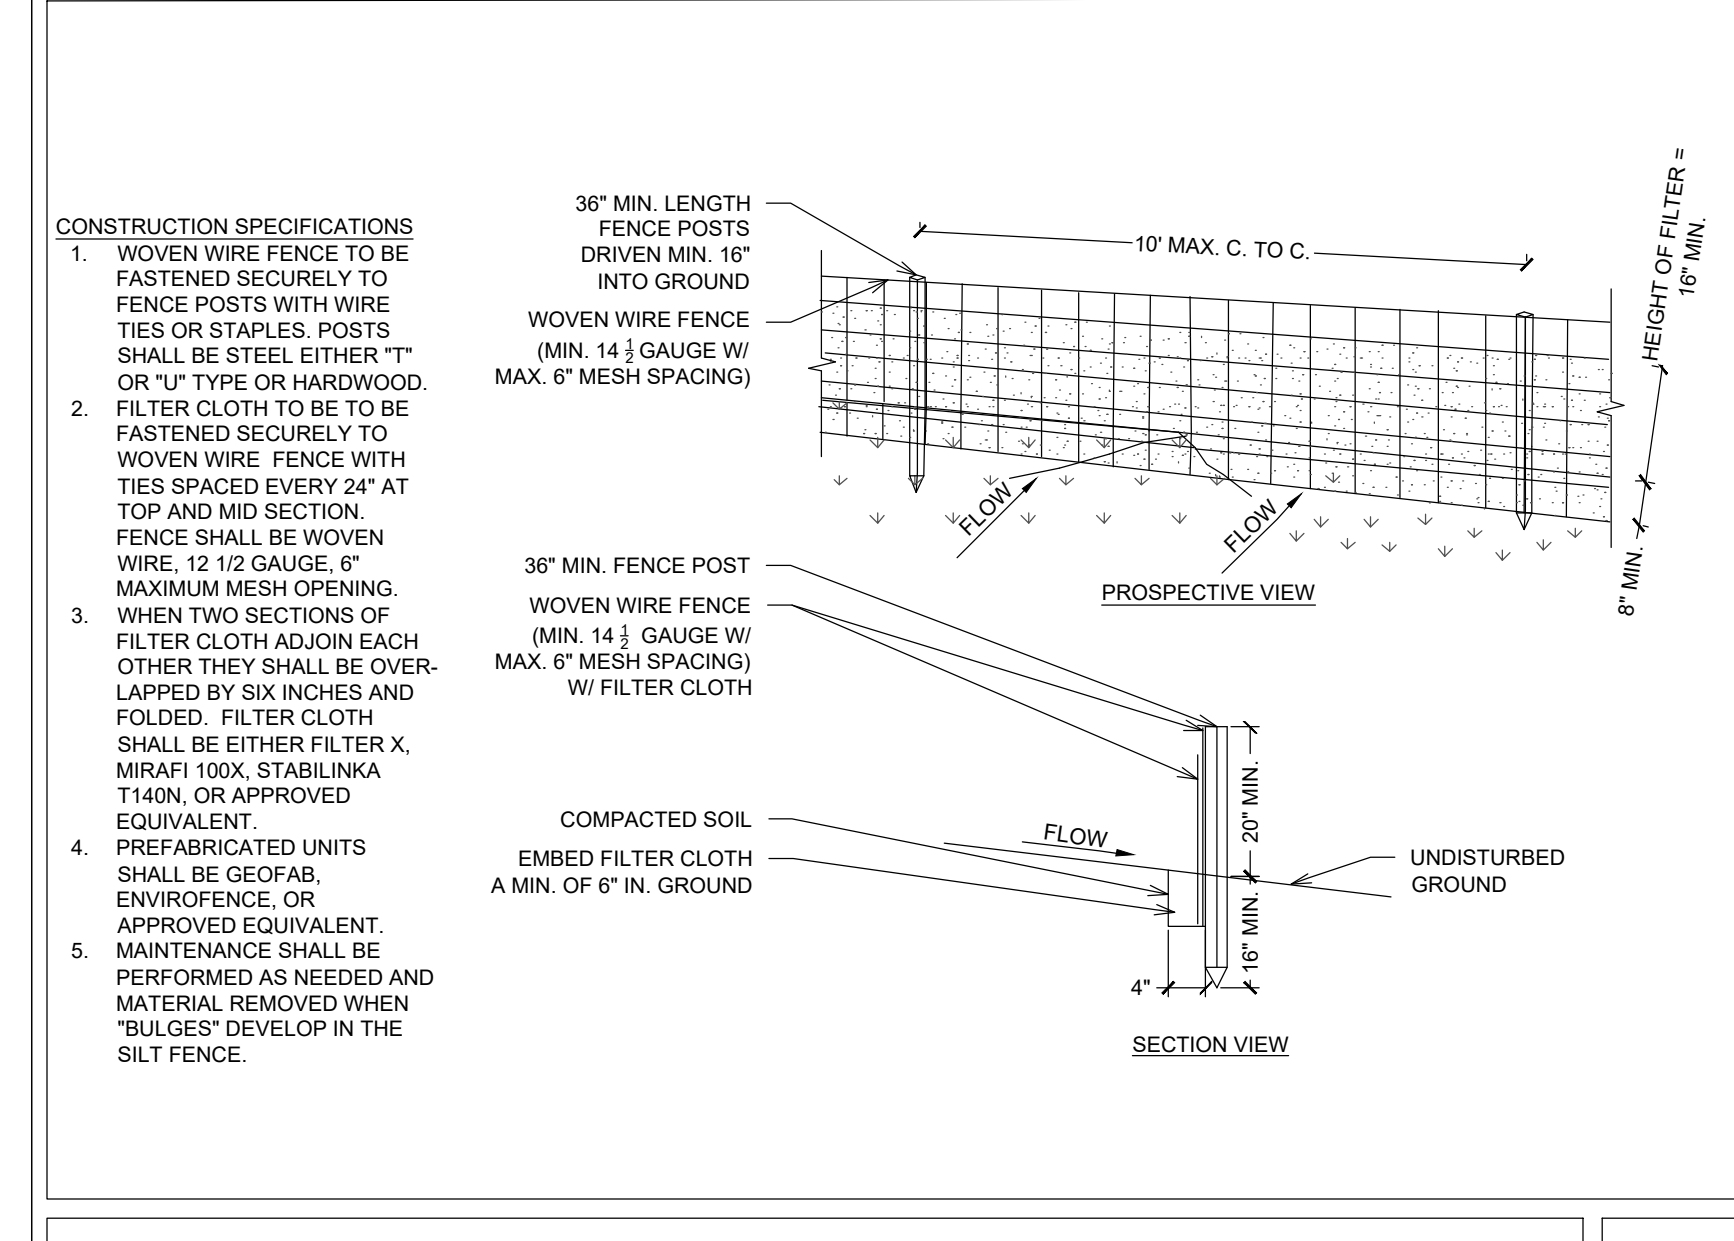 CONSTRUCTION SPECIFICATIONS
1. WOVEN WIRE FENCE TO BE
FASTENED SECURELY TO
FENCE POSTS WITH WIRE
TIES OR STAPLES. POSTS
SHALL BE STEEL EITHER "T"
OR "U" TYPE OR HARDWOOD.
2. FILTER CLOTH TO BE TO BE
FASTENED SECURELY TO
WOVEN WIRE FENCE WITH
TIES SPACED EVERY 24" AT
TOP AND MID SECTION.
FENCE SHALL BE WOVEN
WIRE, 12 1/2 GAUGE, 6"
MAXIMUM MESH OPENING.
3. WHEN TWO SECTIONS OF
FILTER CLOTH ADJOIN EACH
OTHER THEY SHALL BE OVER-
LAPPED BY SIX INCHES AND
FOLDED. FILTER CLOTH
SHALL BE EITHER FILTER X,
MIRAFI 100X, STABILINKA
T140N, OR APPROVED
EQUIVALENT.
4. PREFABRICATED UNITS
SHALL BE GEOFAB,
ENVIROFENCE, OR
APPROVED EQUIVALENT.
5. MAINTENANCE SHALL BE
PERFORMED AS NEEDED AND
MATERIAL REMOVED WHEN
"BULGES" DEVELOP IN THE
SILT FENCE.
36" MIN. LENGTH
FENCE POSTS
DRIVEN MIN. 16"
INTO GROUND
WOVEN WIRE FENCE
(MIN. 14 1/2 GAUGE W/
MAX. 6" MESH SPACING)
10' MAX. C. TO C.
HEIGHT OF FILTER =
16" MIN.
8" MIN.
FLOW
FLOW
PROSPECTIVE VIEW
36" MIN. FENCE POST
WOVEN WIRE FENCE
(MIN. 14 1/2 GAUGE W/
MAX. 6" MESH SPACING)
W/ FILTER CLOTH
COMPACTED SOIL
EMBED FILTER CLOTH
A MIN. OF 6" IN. GROUND
FLOW
20" MIN.
16" MIN.
4"
UNDISTURBED
GROUND
SECTION VIEW